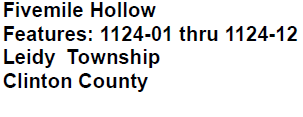 Fivemile Hollow
Features: 1124-01 thru 1124-12
Leidy  Township
Clinton County